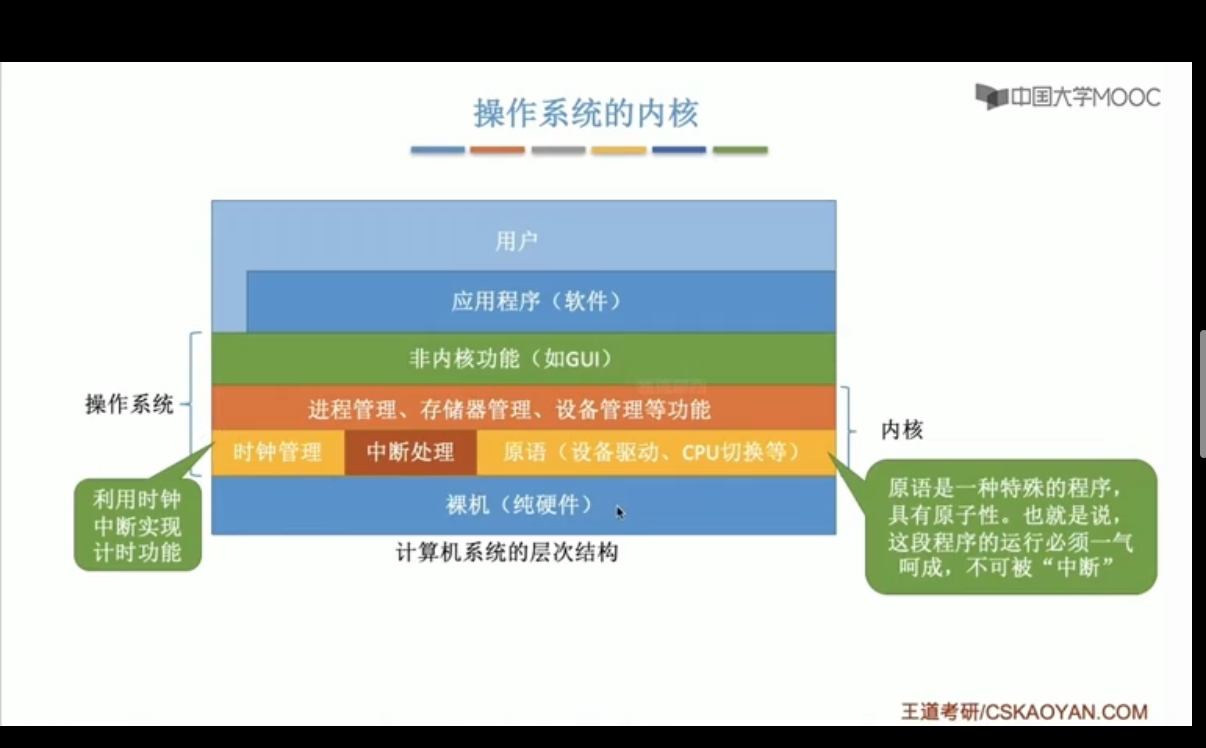 操作系统的内核
中国大学MOOC
用户
应用程序（软件）
非内核功能（如GUI）
操作系统
进程管理、存储器管理、设备管理等功能
内核
时钟管理
中断处理
原语（设备驱动、CPU切换等）
利用时钟
中断实现
计时功能
裸机（纯硬件）
原语是一种特殊的程序，
具有原子性。也就是说，
这段程序的运行必须一气
呵成，不可被“中断”
计算机系统的层次结构
王道考研/CSKAOYAN.COM